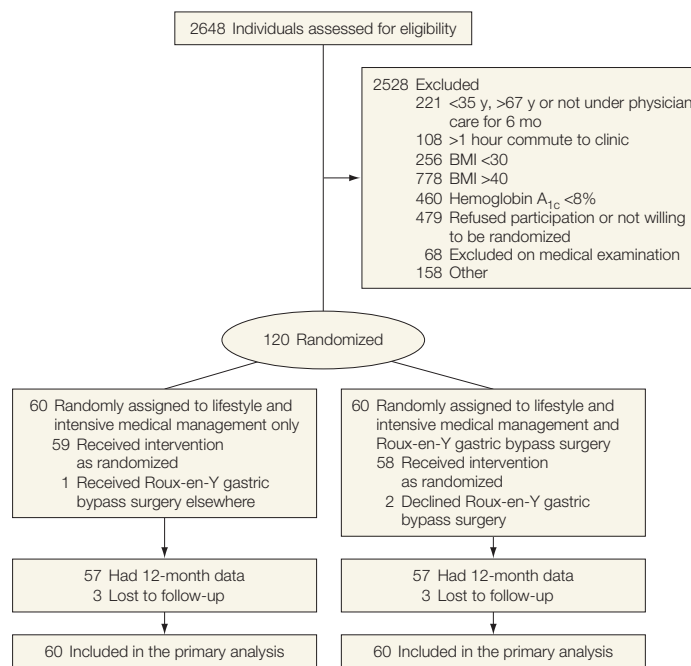 2648 Individuals assessed for eligibility
2528 Excluded
221 <35 y, >67 y or not under physician
care for 6 mo
108 >1 hour commute to clinic
256 BMI <30
778 BMI >40
460 Hemoglobin A1c <8%
479 Refused participation or not willing
to be randomized
68 Excluded on medical examination
158 Other
120 Randomized
60 Randomly assigned to lifestyle and
intensive medical management only
59 Received intervention
as randomized
1 Received Roux-en-Y gastric
bypass surgery elsewhere
60 Randomly assigned to lifestyle and
intensive medical management and
Roux-en-Y gastric bypass surgery
58 Received intervention
as randomized
2 Declined Roux-en-Y gastric
bypass surgery
57 Had 12-month data
3 Lost to follow-up
57 Had 12-month data
3 Lost to follow-up
60 Included in the primary analysis
60 Included in the primary analysis